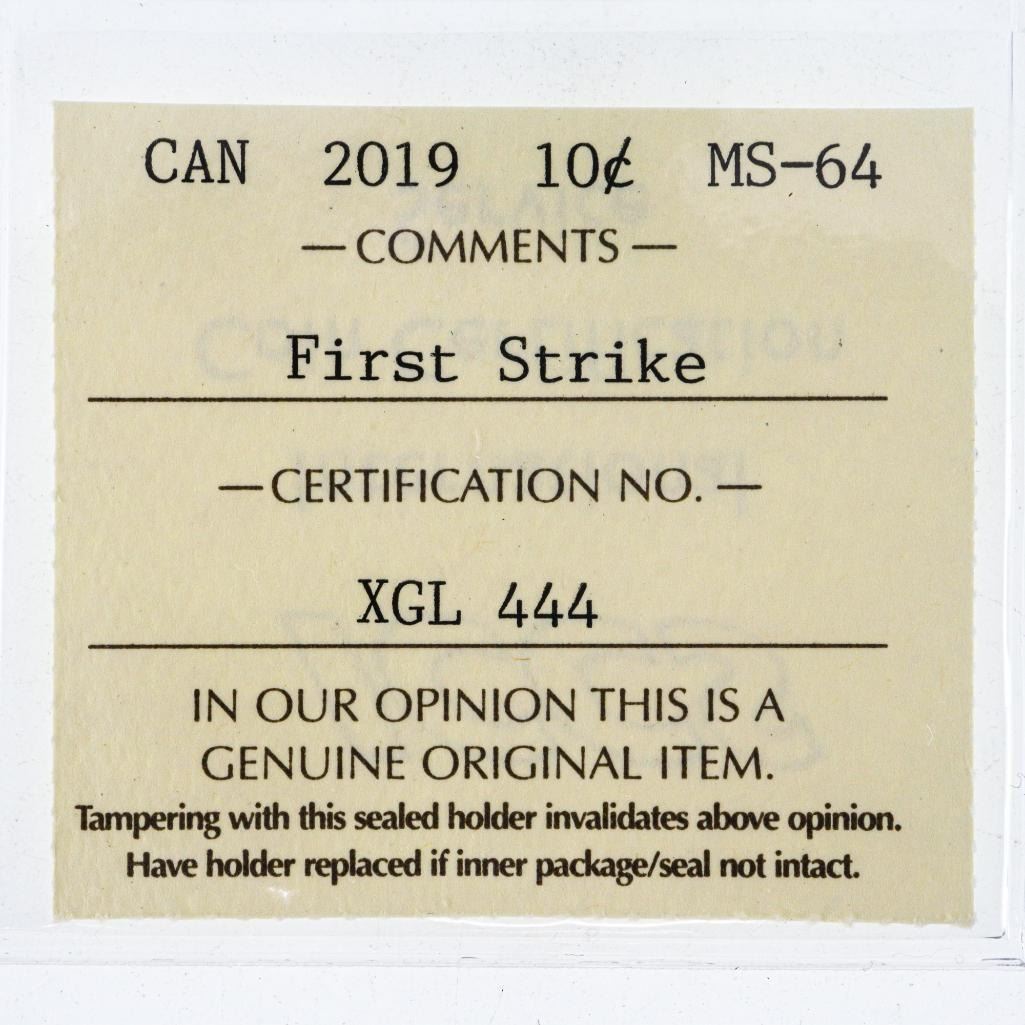 CAN 2019 10¢ MS-64
— COMMENTS —
First Strike
— CERTIFICATION NO. —
XGL 444
IN OUR OPINION THIS IS A
GENUINE ORIGINAL ITEM.
Tampering with this sealed holder invalidates above opinion.
Have holder replaced if inner package/seal not intact.